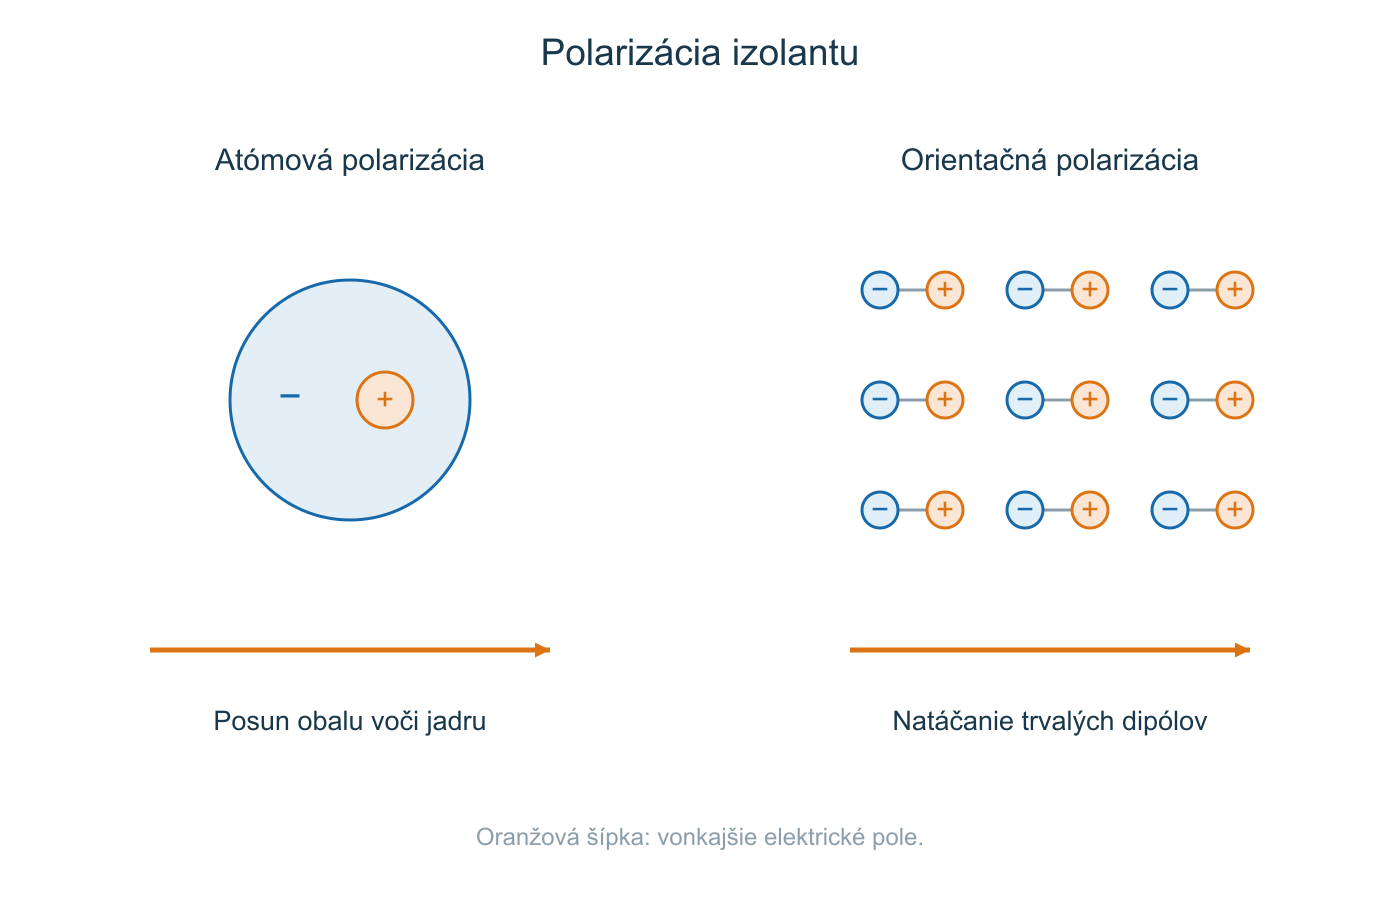 Polarizácia izolantu
Atómová polarizácia
Orientačná polarizácia
− + − + − +
− +
− + − + − +
− + − + − +
Posun obalu voči jadru
Natáčanie trvalých dipólov
Oranžová šípka: vonkajšie elektrické pole.